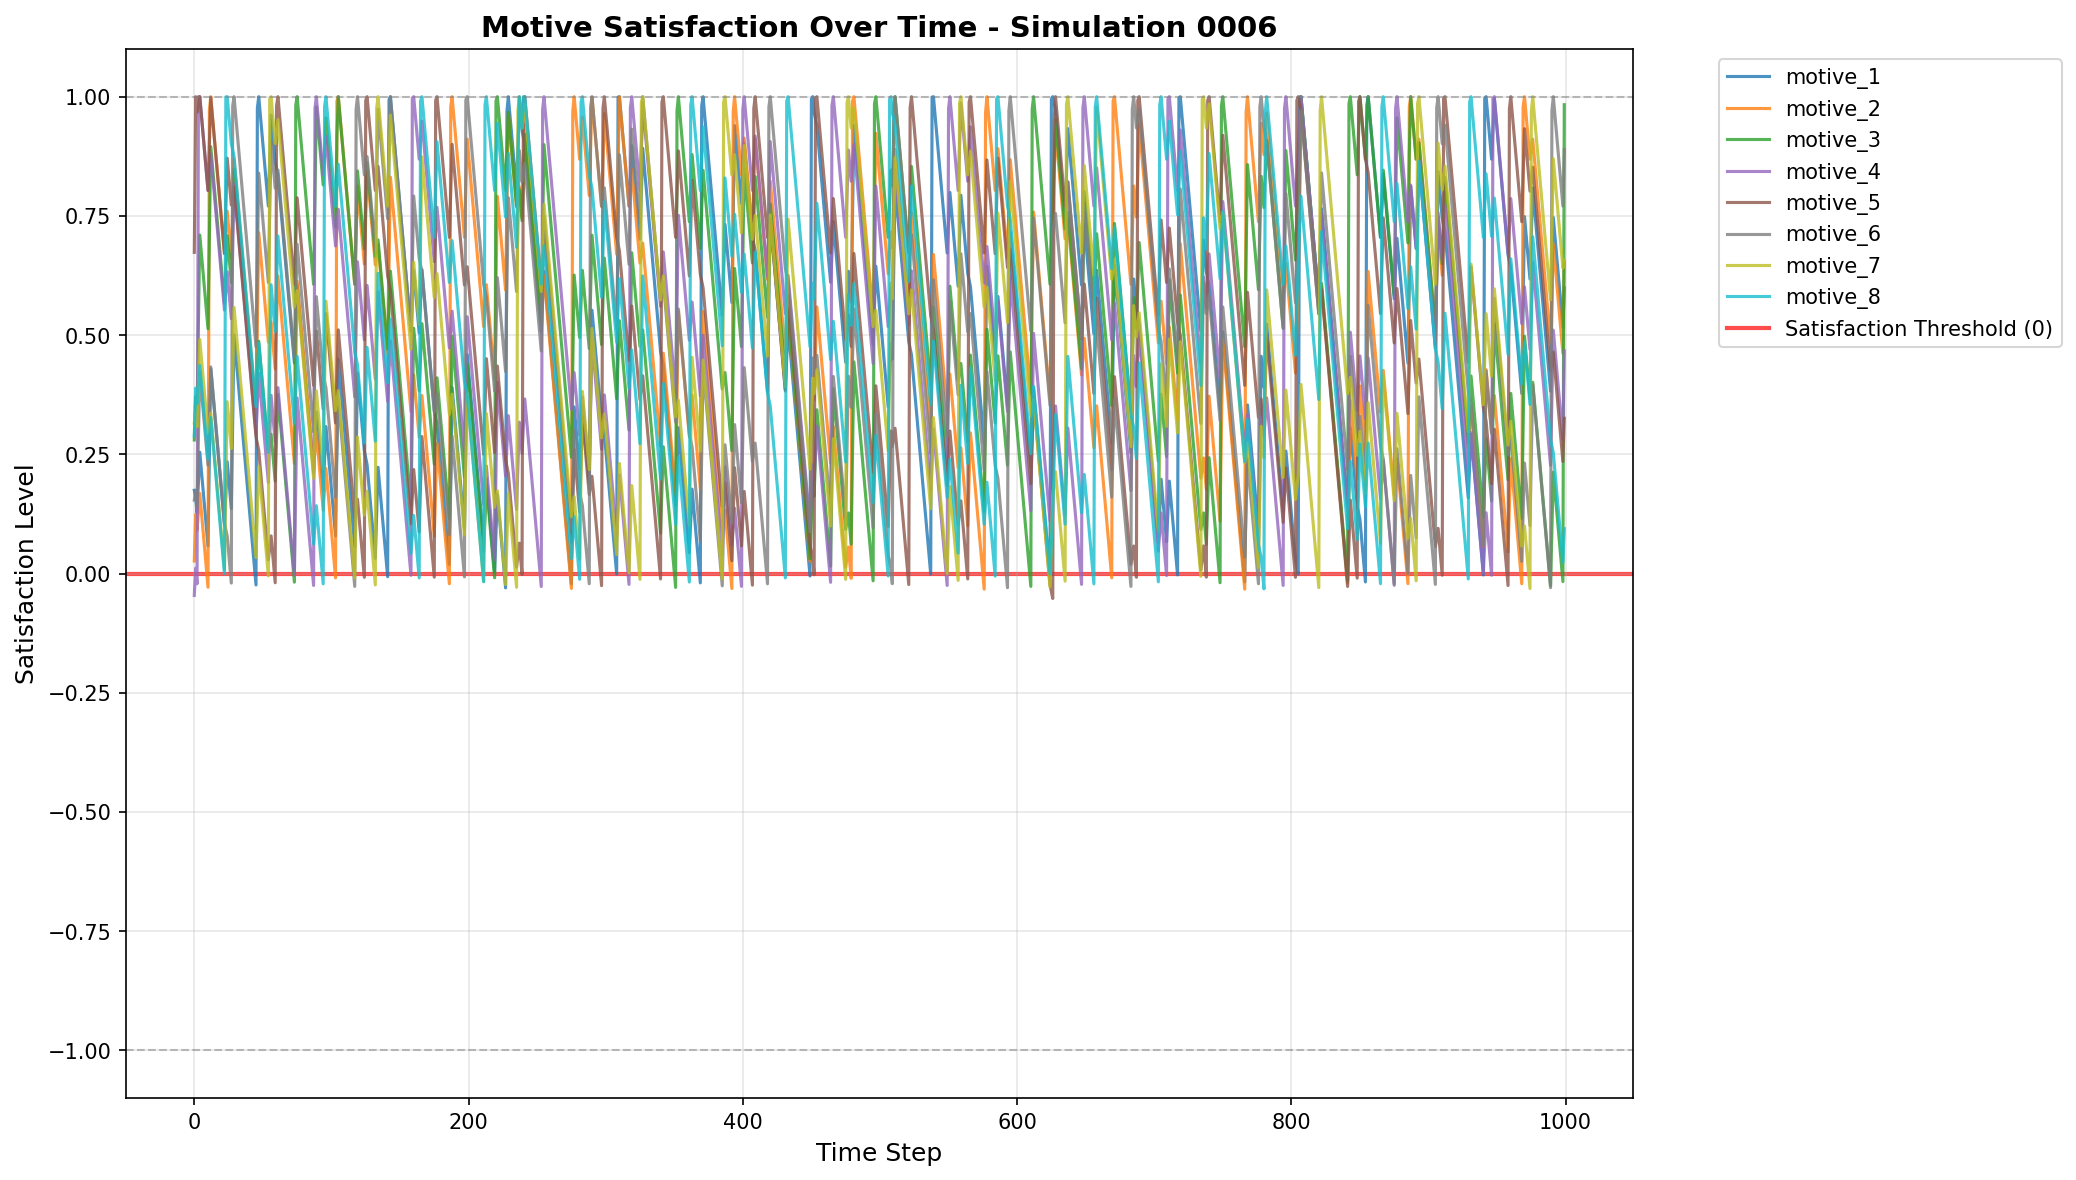 Motive Satisfaction Over Time - Simulation 0006
1.00
0.75
0.50
0.25
0.00
−0.25
−0.50
−0.75
−1.00
Satisfaction Level
0
200
400
600
800
1000
Time Step
motive_1
motive_2
motive_3
motive_4
motive_5
motive_6
motive_7
motive_8
Satisfaction Threshold (0)